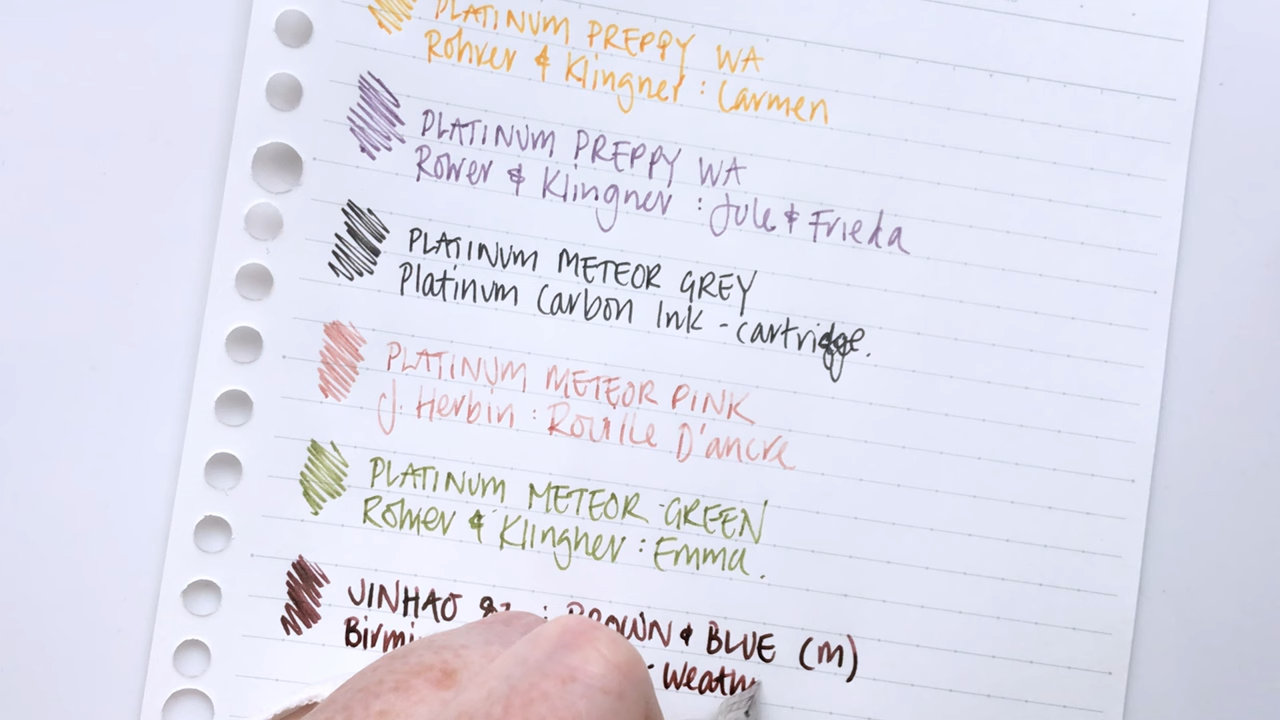 PLATINUM PREPPY WA
Rohrer & Klingner : Carmen
PLATINUM PREPPY WA
Rohrer & Klingner : Jule & Frieda
PLATINUM METEOR GREY
Platinum Carbon Ink - cartridge.
PLATINUM METEOR PINK
J. Herbin : Rouille D'ancre
PLATINUM METEOR GREEN
Rohrer & Klingner : Emma.
JINHAO BROWN & BLUE (M)